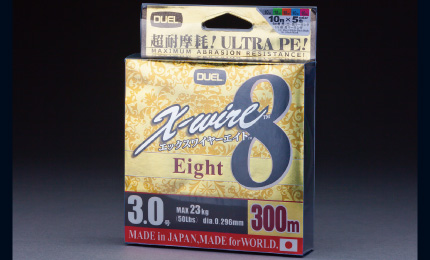 DUEL
10m×5色
超耐摩耗! ULTRA PE!
MAXIMUM ABRASION RESISTANCE!
DUEL
X-wire 8
エックスワイヤーエイト
Eight
3.0号 MAX 23kg (50Lbs) dia.0.296mm 300m
MADE in JAPAN, MADE for WORLD.